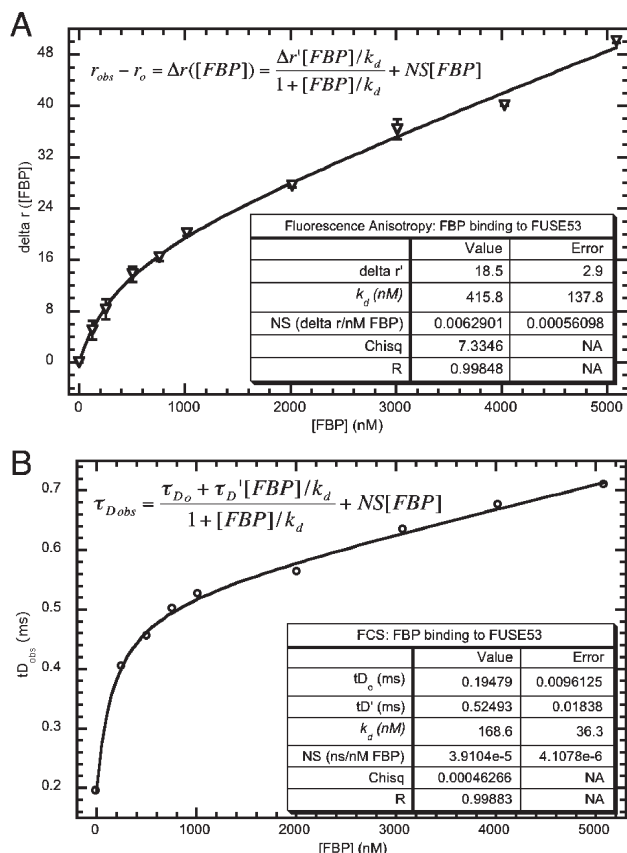 A
r_obs − r_o = Δr([FBP]) = Δr'[FBP]/k_d / 1 + [FBP]/k_d + NS[FBP]
48
40
32
24
16
8
0
delta r ([FBP])
Fluorescence Anisotropy: FBP binding to FUSE53
Value Error
delta r' 18.5 2.9
k_d (nM) 415.8 137.8
NS (delta r/nM FBP) 0.0062901 0.00056098
Chisq 7.3346 NA
R 0.99848 NA
0 1000 2000 3000 4000 5000
[FBP] (nM)
B
τ_Dobs = τ_Do + τ_D'[FBP]/k_d / 1 + [FBP]/k_d + NS[FBP]
0.7
0.6
0.5
0.4
0.3
0.2
tD_obs (ms)
FCS: FBP binding to FUSE53
Value Error
tD_o (ms) 0.19479 0.0096125
tD' (ms) 0.52493 0.01838
k_d (nM) 168.6 36.3
NS (ns/nM FBP) 3.9104e-5 4.1078e-6
Chisq 0.00046266 NA
R 0.99883 NA
0 1000 2000 3000 4000 5000
[FBP] (nM)